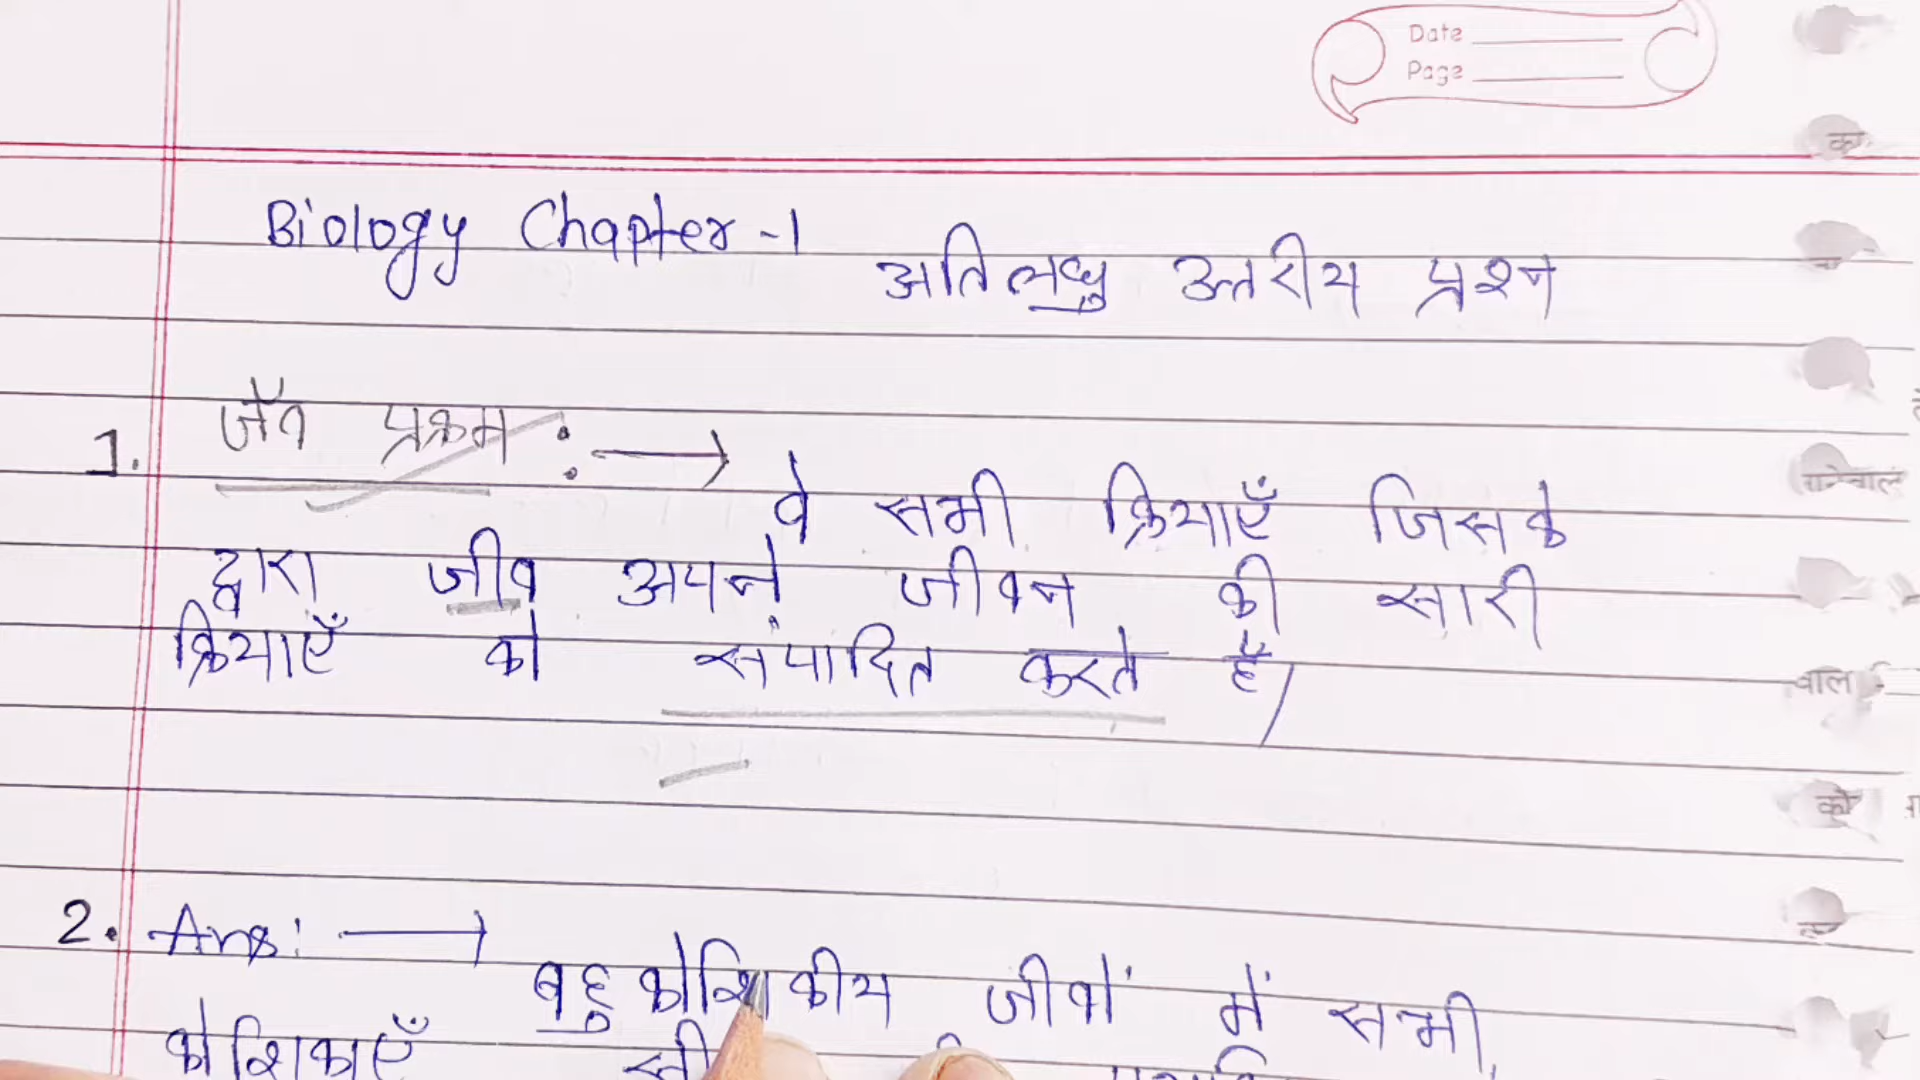 Date
Page
Biology Chapter -1
अतिलघु उत्तरीय प्रश्न
1. जैव प्रक्रम :→ वे सभी क्रियाएँ जिसके
द्वारा जीव अपने जीवन की सारी
क्रियाएँ को संपादित करते हैं/
2. Ans: → बहुकोशिकीय जीवों में सभी
कोशिकाएँ